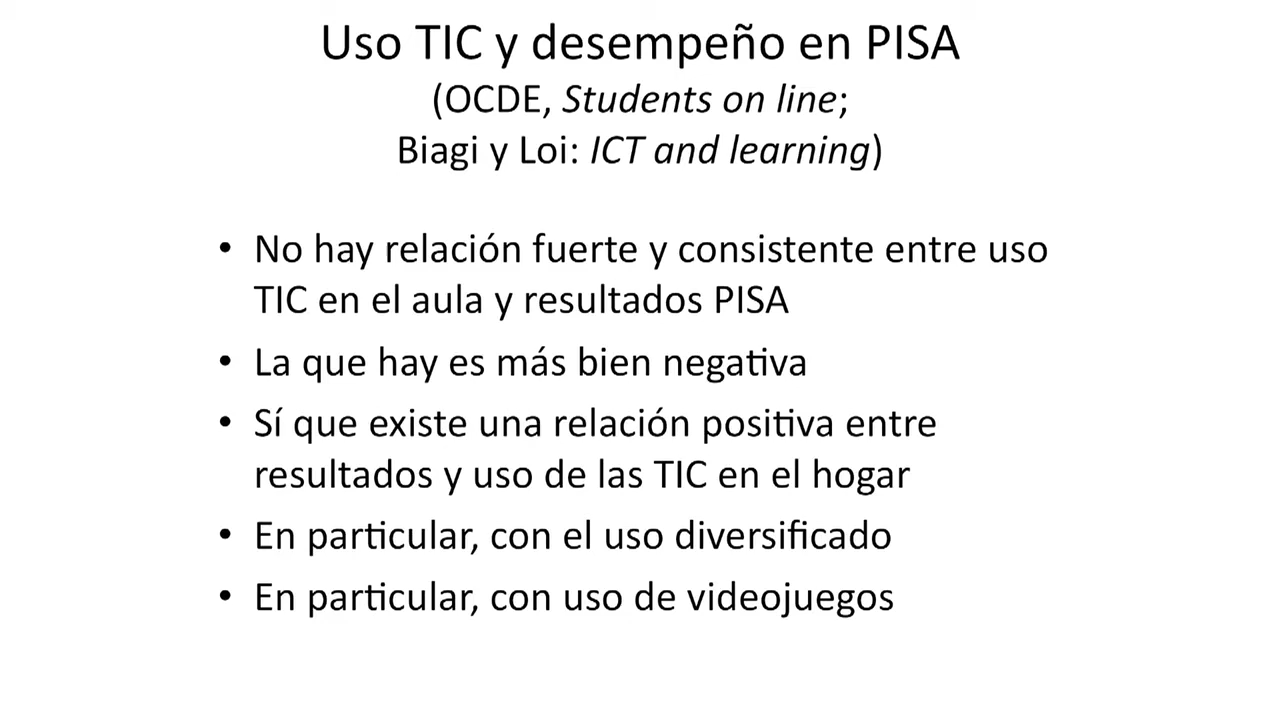 Uso TIC y desempeño en PISA
(OCDE, Students on line;
Biagi y Loi: ICT and learning)
• No hay relación fuerte y consistente entre uso
TIC en el aula y resultados PISA
• La que hay es más bien negativa
• Sí que existe una relación positiva entre
resultados y uso de las TIC en el hogar
• En particular, con el uso diversificado
• En particular, con uso de videojuegos